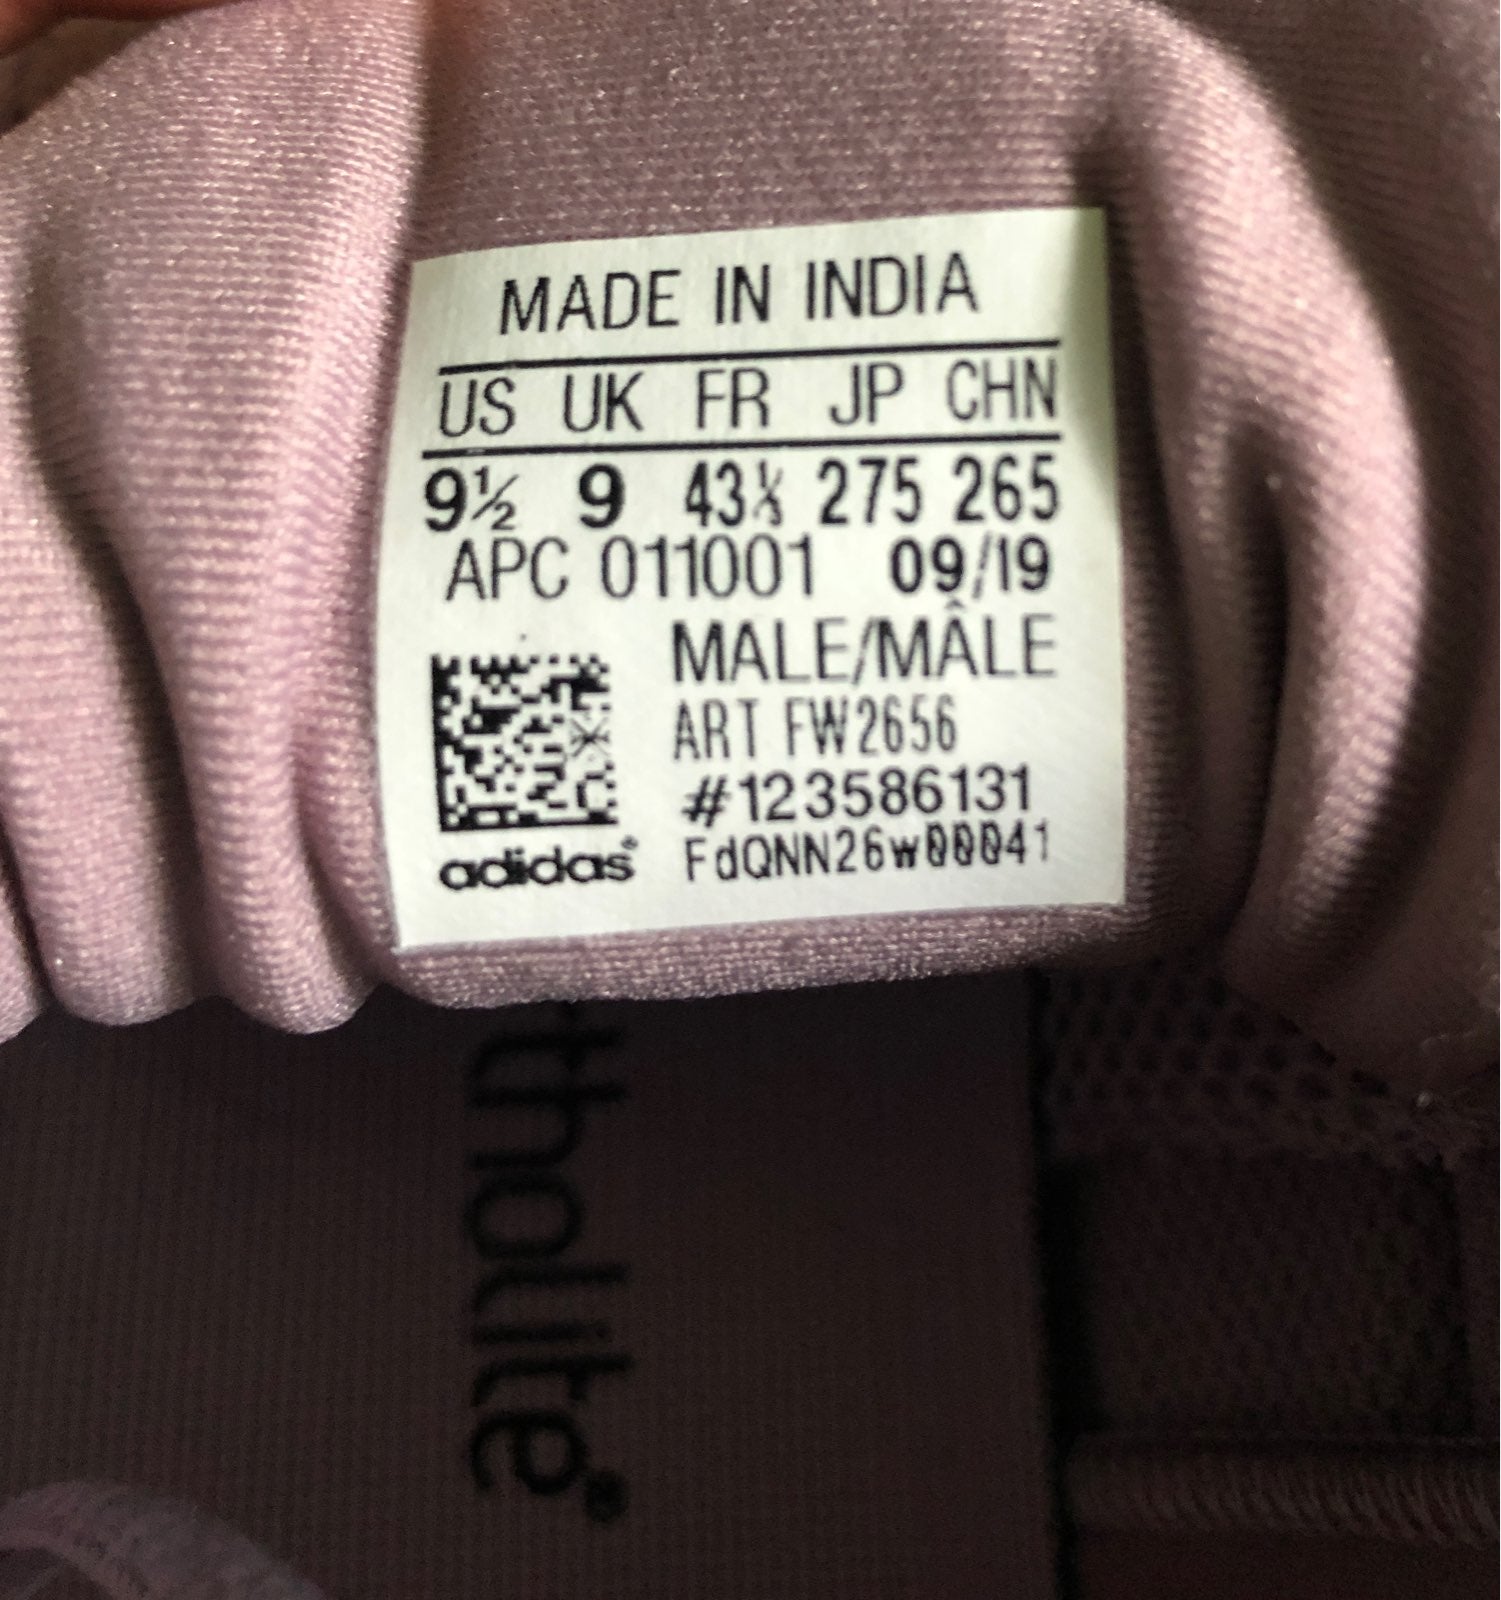 MADE IN INDIA
US UK FR JP CHN
9½ 9 43⅓ 275 265
APC 011001 09/19
MALE/MÂLE
ART FW2656
#123586131
FdQNN26w00041
adidas®
tholite®